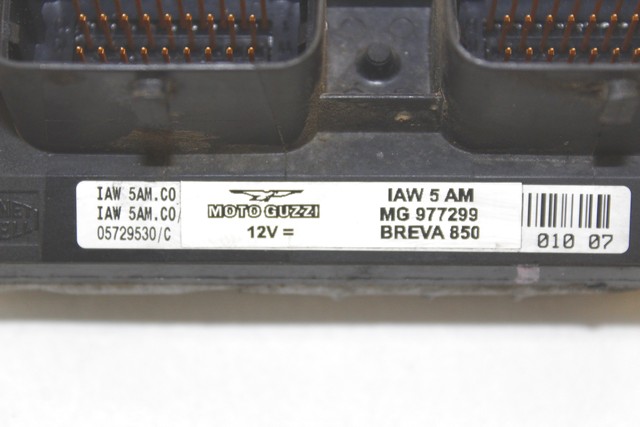 IAW 5AM.CO
IAW 5AM.CO/
05729530/C
MOTO GUZZI
12V =
IAW 5 AM
MG 977299
BREVA 850
010 07